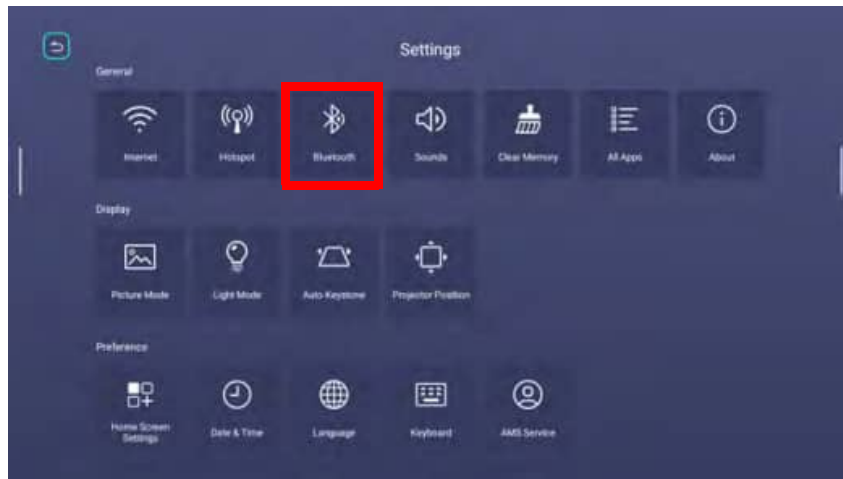 Settings
General
Internet
Hotspot
Bluetooth
Sounds
Clear Memory
All Apps
About
Display
Picture Mode
Light Mode
Auto Keystone
Projector Position
Preference
Home Screen
Settings
Date & Time
Language
Keyboard
AMS Service